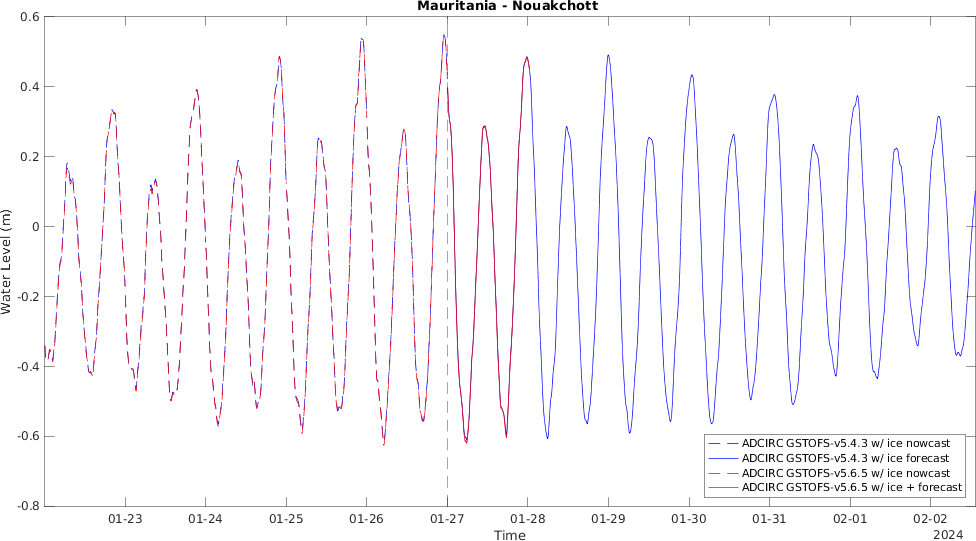 Mauritania - Nouakchott
Water Level (m)
0.6
0.4
0.2
0
-0.2
-0.4
-0.6
-0.8
ADCIRC GSTOFS-v5.4.3 w/ ice nowcast
ADCIRC GSTOFS-v5.4.3 w/ ice forecast
ADCIRC GSTOFS-v5.6.5 w/ ice nowcast
ADCIRC GSTOFS-v5.6.5 w/ ice + forecast
01-23 01-24 01-25 01-26 01-27 01-28 01-29 01-30 01-31 02-01 02-02
Time
2024